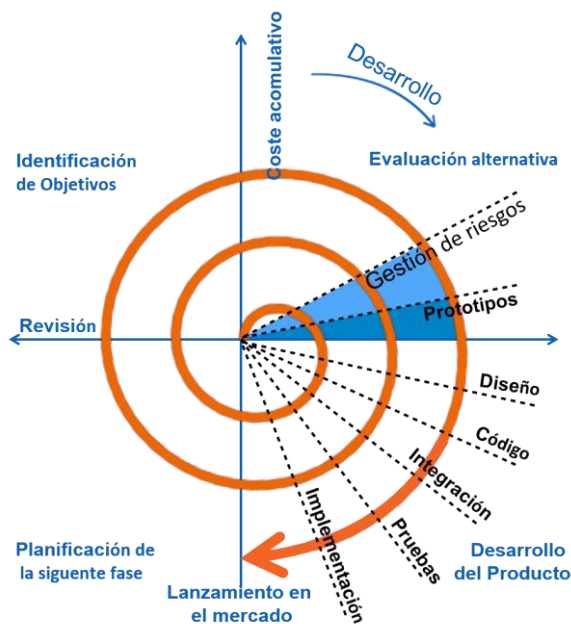 Coste acomulativo
Desarrollo
Identificación
de Objetivos
Evaluación alternativa
Gestión de riesgos
Prototipos
Revisión
Diseño
Código
Integración
Pruebas
Implementación
Planificación de
la siguente fase
Lanzamiento en
el mercado
Desarrollo
del Producto